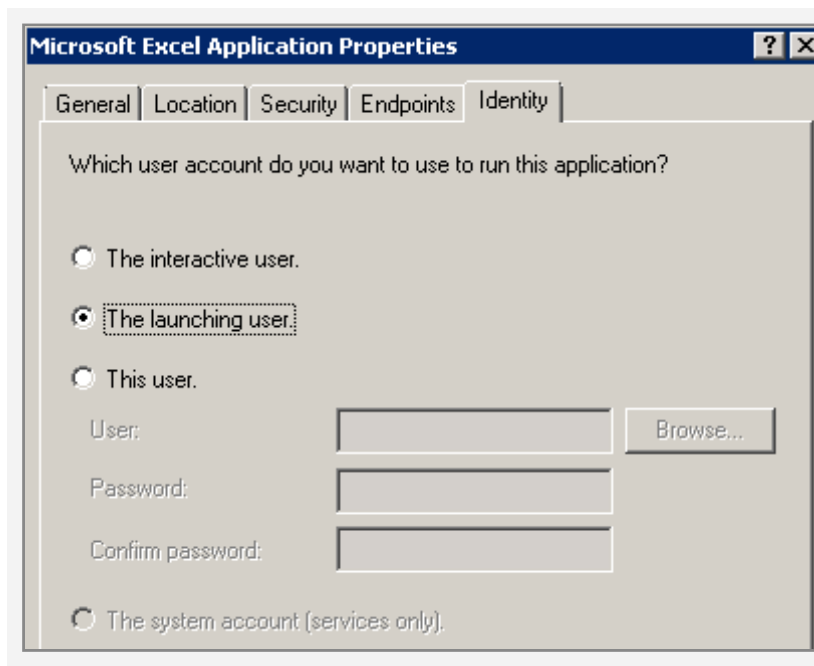 Microsoft Excel Application Properties
General Location Security Endpoints Identity
Which user account do you want to use to run this application?
The interactive user.
The launching user.
This user.
User:
Browse...
Password:
Confirm password:
The system account (services only).